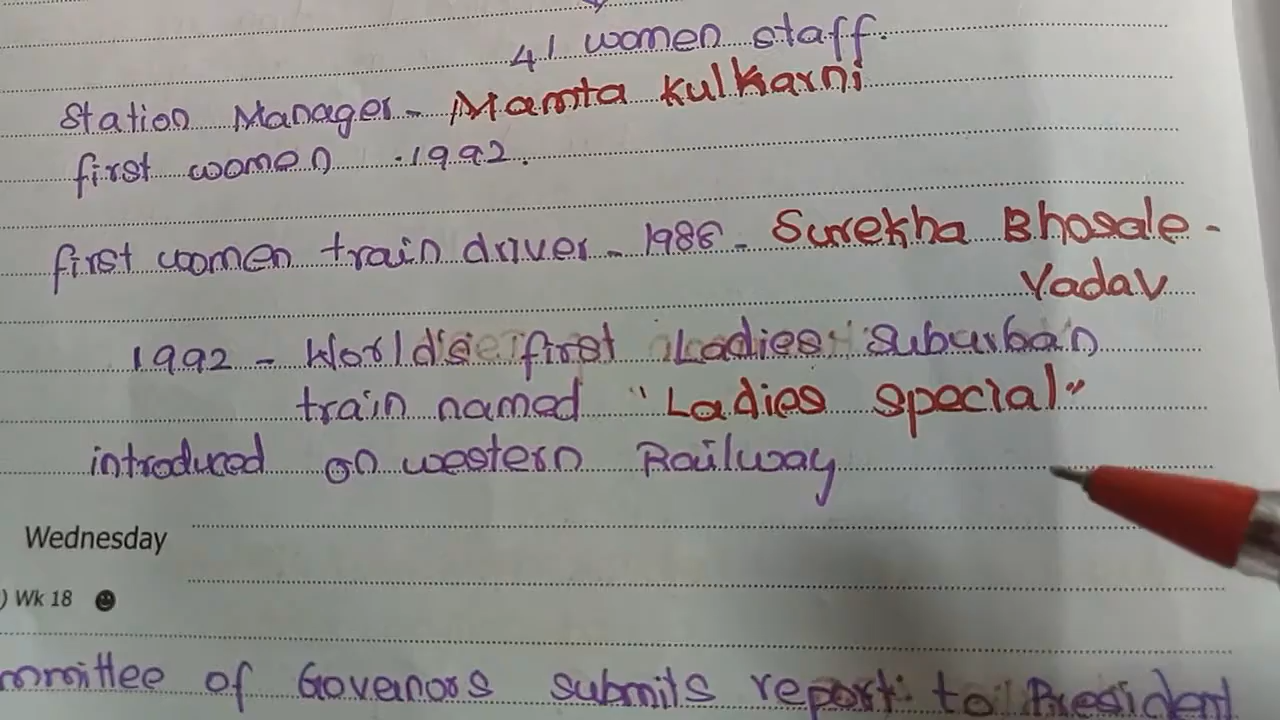 41 women staff.
Station Manager - Mamta Kulkarni
first women . 1992.
first women train driver - 1988 - Surekha Bhosale -
Yadav
1992 - World's first Ladies suburban
train named "Ladies special"
introduced on western Railway
Wednesday
) Wk 18
mmittee of Governors submits report to President